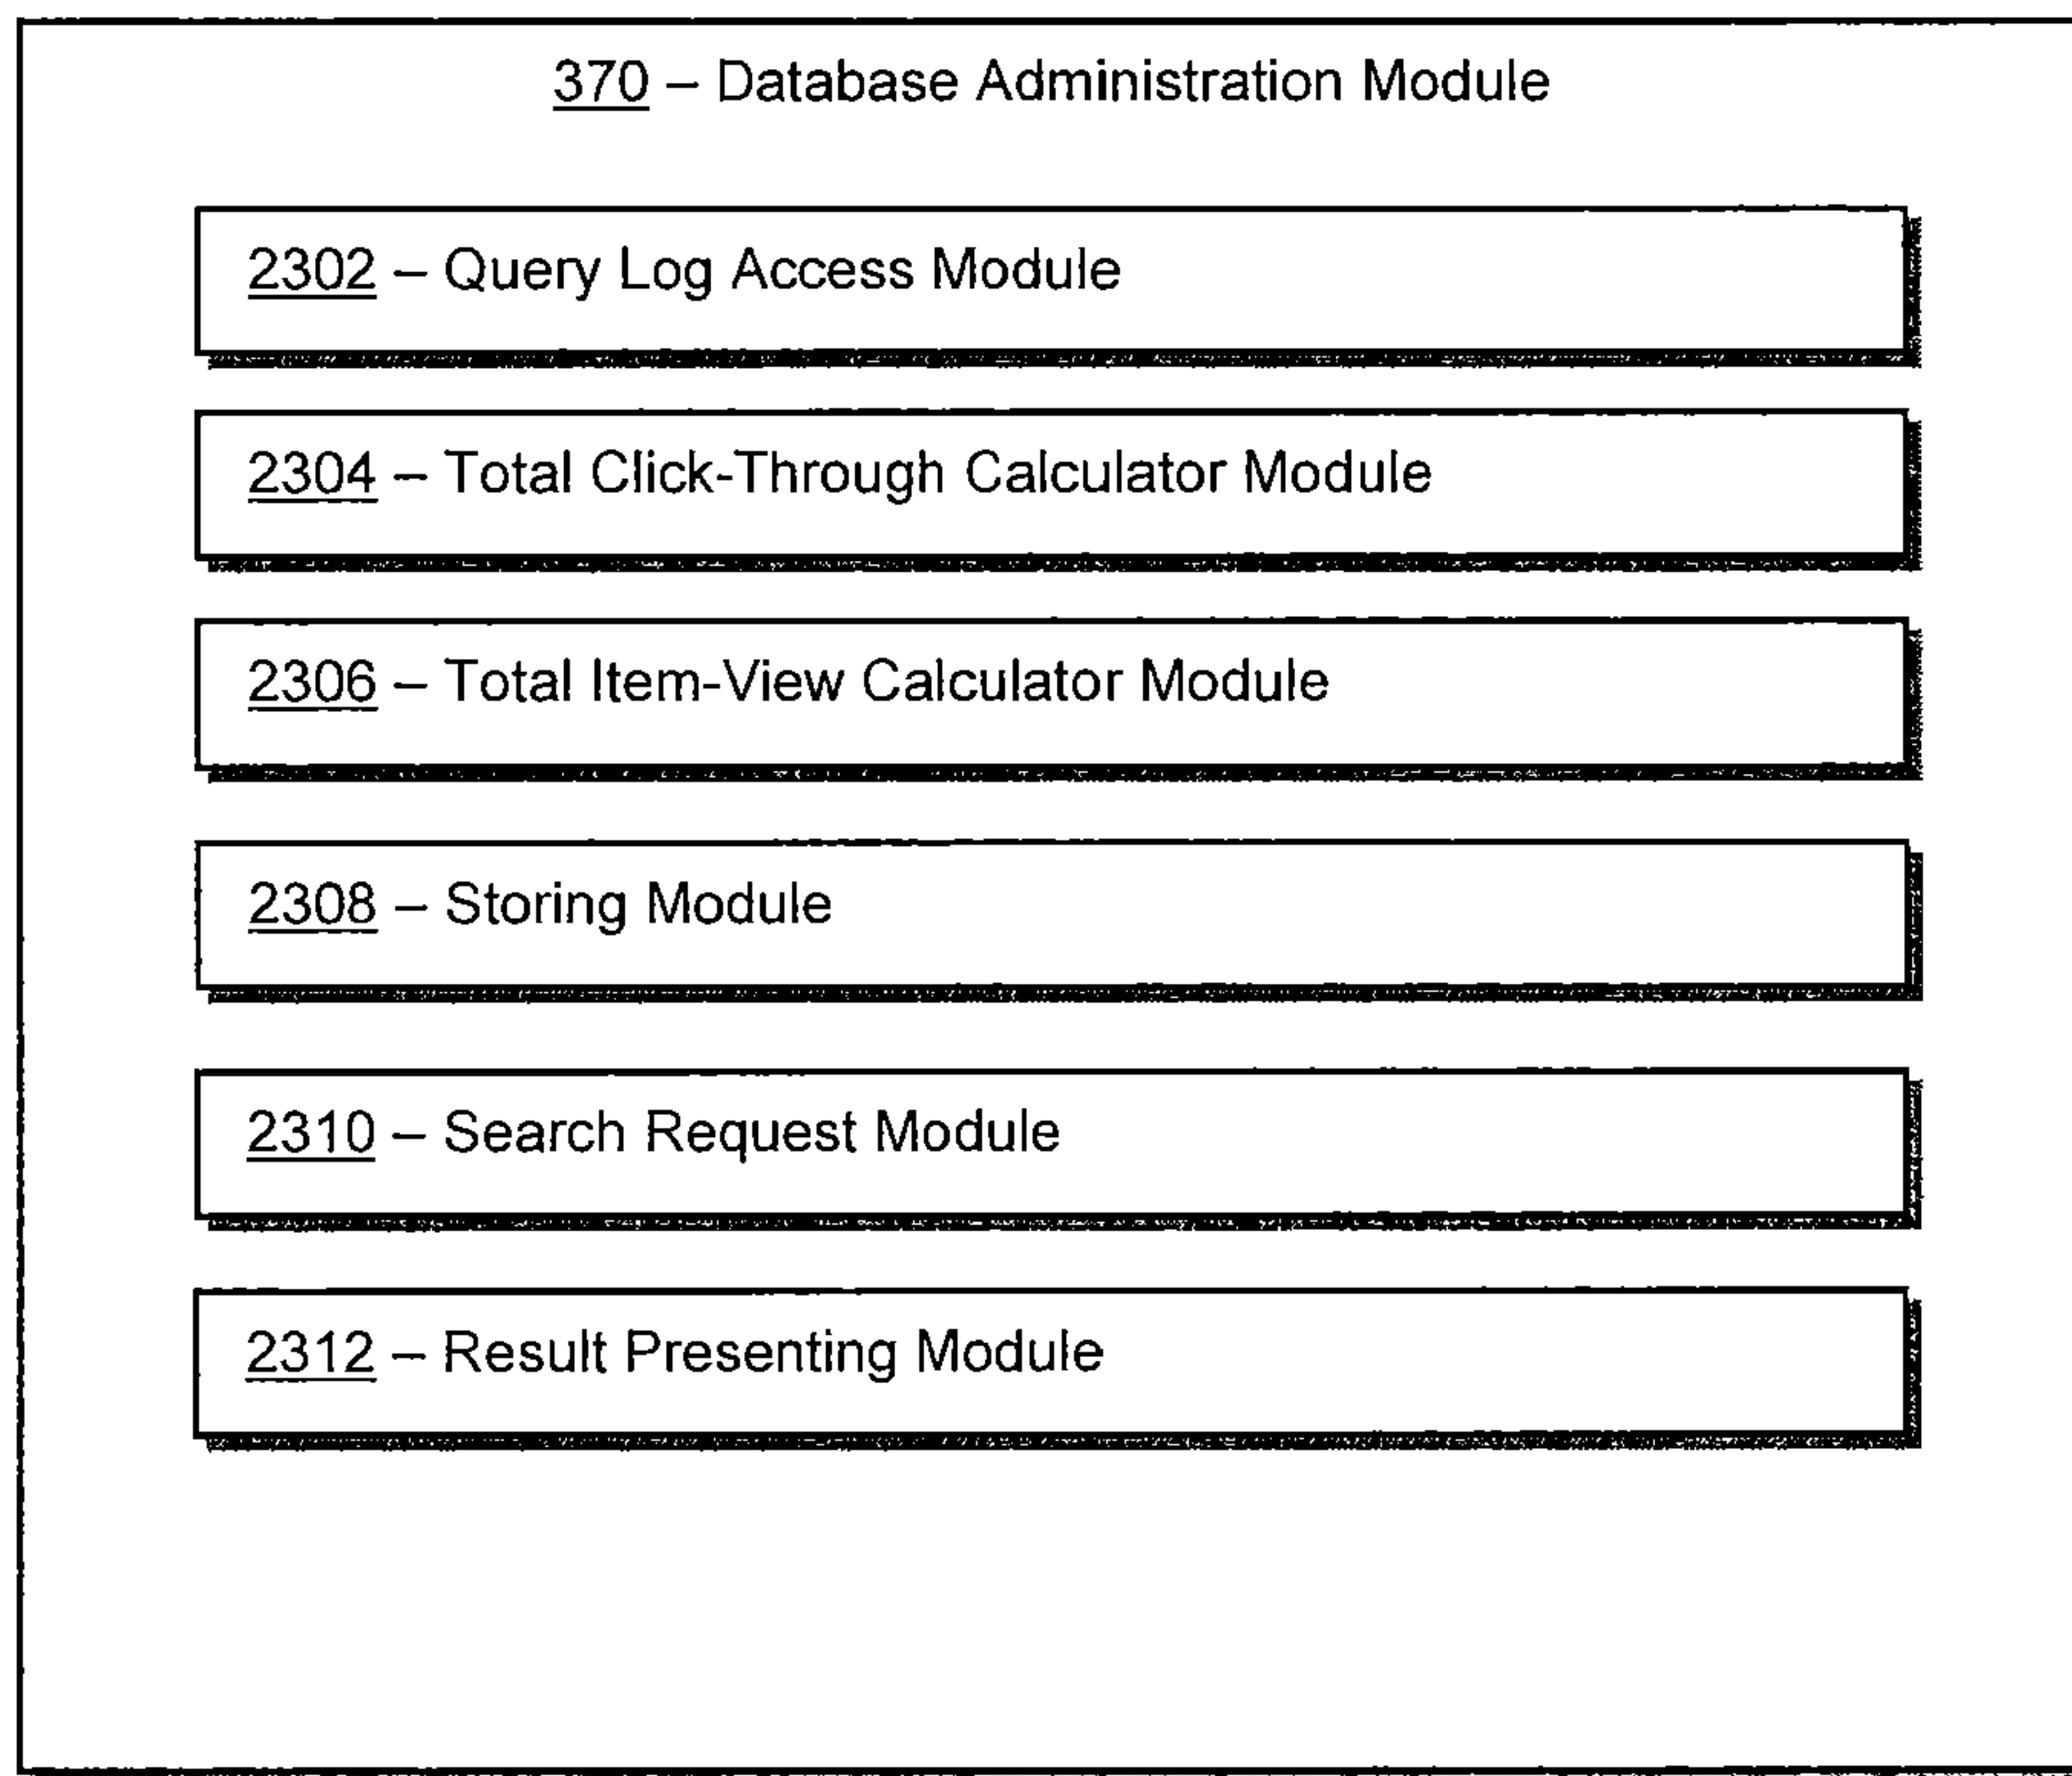 370 – Database Administration Module
2302 – Query Log Access Module
2304 – Total Click-Through Calculator Module
2306 – Total Item-View Calculator Module
2308 – Storing Module
2310 – Search Request Module
2312 – Result Presenting Module